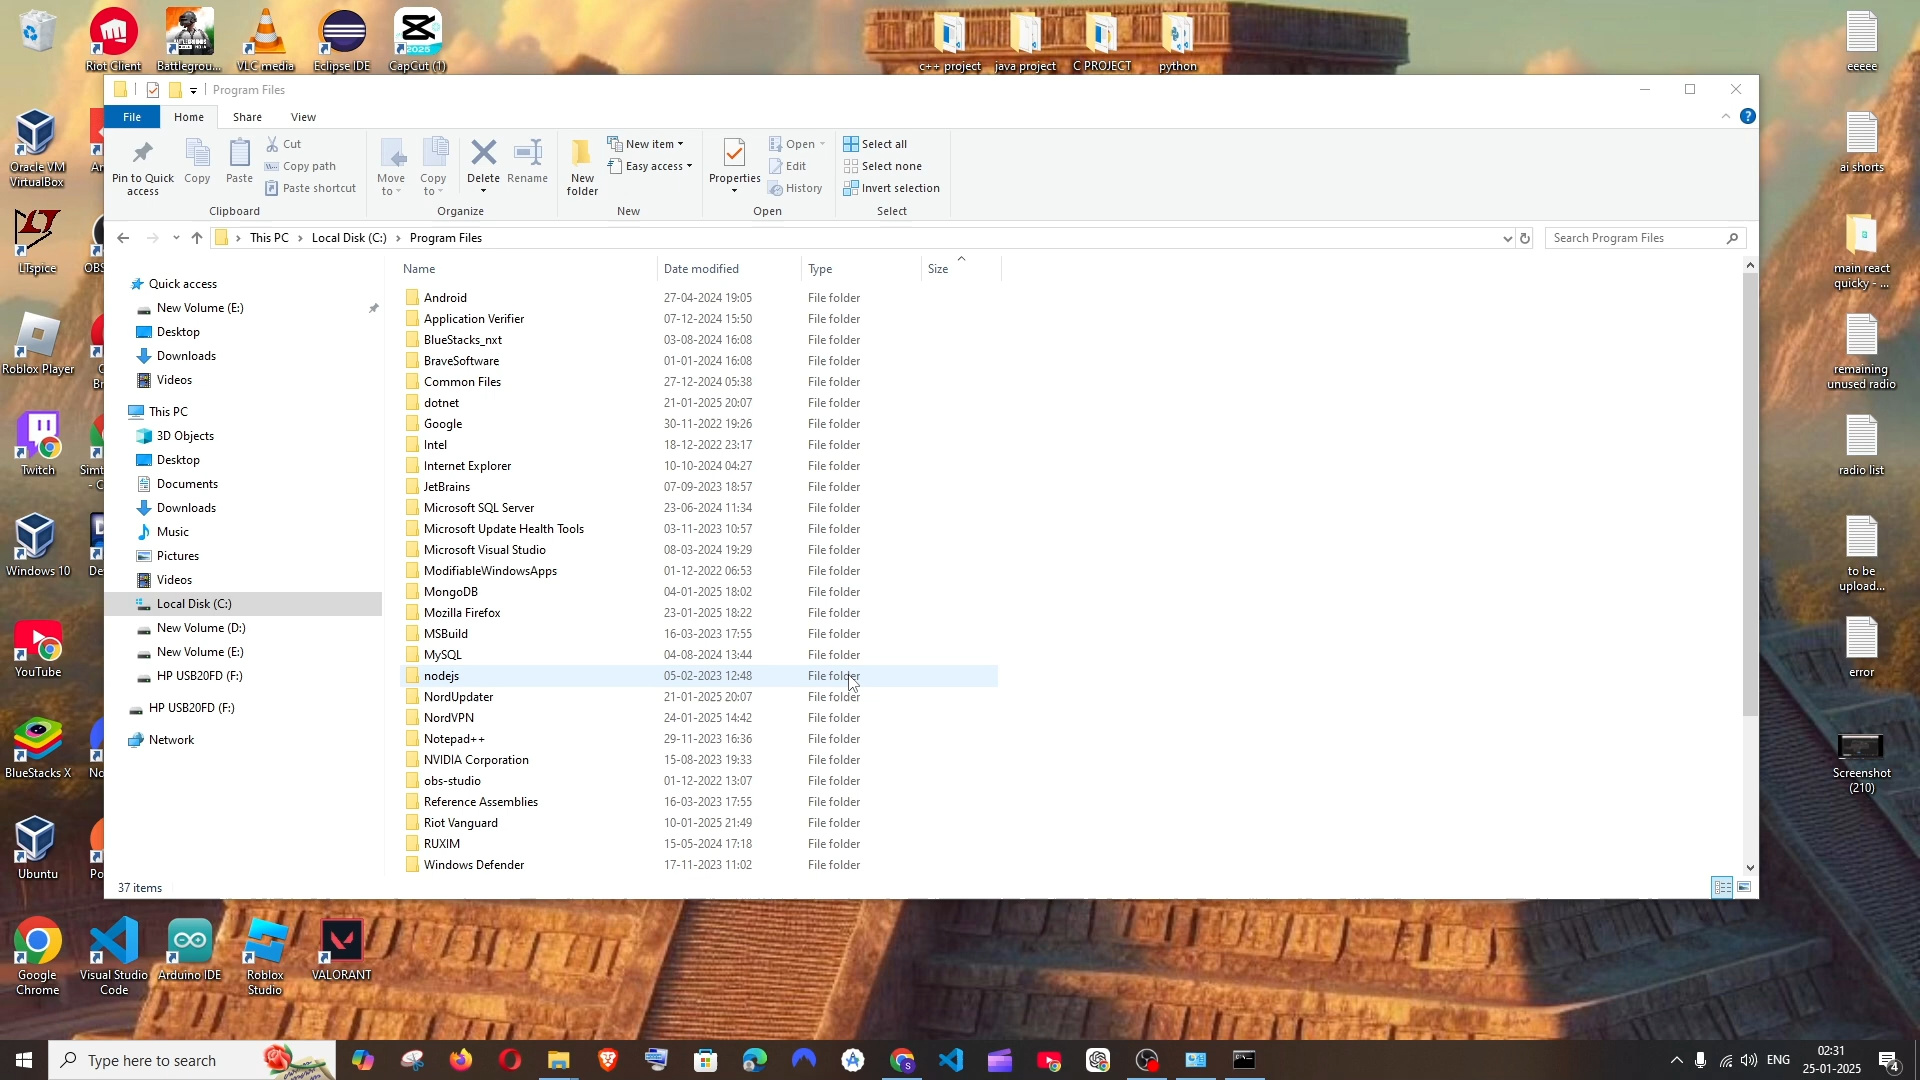 Riot Client
Battlegrou...
VLC media
Eclipse IDE
CapCut (1)
2025
c++ project
java project
C PROJECT
python
eeeee
Program Files
File
Home
Share
View
Pin to Quick access
Copy
Paste
Cut
Copy path
Paste shortcut
Clipboard
Move to
Copy to
Delete
Rename
Organize
New folder
New item
Easy access
New
Properties
Open
Edit
History
Open
Select all
Select none
Invert selection
Select
This PC > Local Disk (C:) > Program Files
Search Program Files
Quick access
New Volume (E:)
Desktop
Downloads
Videos
This PC
3D Objects
Desktop
Documents
Downloads
Music
Pictures
Videos
Local Disk (C:)
New Volume (D:)
New Volume (E:)
HP USB20FD (F:)
HP USB20FD (F:)
Network
Name Date modified Type Size
Android 27-04-2024 19:05 File folder
Application Verifier 07-12-2024 15:50 File folder
BlueStacks_nxt 03-08-2024 16:08 File folder
BraveSoftware 01-01-2024 16:08 File folder
Common Files 27-12-2024 05:38 File folder
dotnet 21-01-2025 20:07 File folder
Google 30-11-2022 19:26 File folder
Intel 18-12-2022 23:17 File folder
Internet Explorer 10-10-2024 04:27 File folder
JetBrains 07-09-2023 18:57 File folder
Microsoft SQL Server 23-06-2024 11:34 File folder
Microsoft Update Health Tools 03-11-2023 10:57 File folder
Microsoft Visual Studio 08-03-2024 19:29 File folder
ModifiableWindowsApps 01-12-2022 06:53 File folder
MongoDB 04-01-2025 18:02 File folder
Mozilla Firefox 23-01-2025 18:22 File folder
MSBuild 16-03-2023 17:55 File folder
MySQL 04-08-2024 13:44 File folder
nodejs 05-02-2023 12:48 File folder
NordUpdater 21-01-2025 20:07 File folder
NordVPN 24-01-2025 14:42 File folder
Notepad++ 29-11-2023 16:36 File folder
NVIDIA Corporation 15-08-2023 19:33 File folder
obs-studio 01-12-2022 13:07 File folder
Reference Assemblies 16-03-2023 17:55 File folder
Riot Vanguard 10-01-2025 21:49 File folder
RUXIM 15-05-2024 17:18 File folder
Windows Defender 17-11-2023 11:02 File folder
37 items
Oracle VM
VirtualBox
LTspice
Roblox Player
Twitch
Windows 10
YouTube
BlueStacks X
Ubuntu
Google
Chrome
Visual Studio
Code
Arduino IDE
Roblox
Studio
VALORANT
ai shorts
main react
quicky - ...
remaining
unused radio
radio list
to be
upload...
error
Screenshot
(210)
Type here to search
ENG
02:31
25-01-2025
4